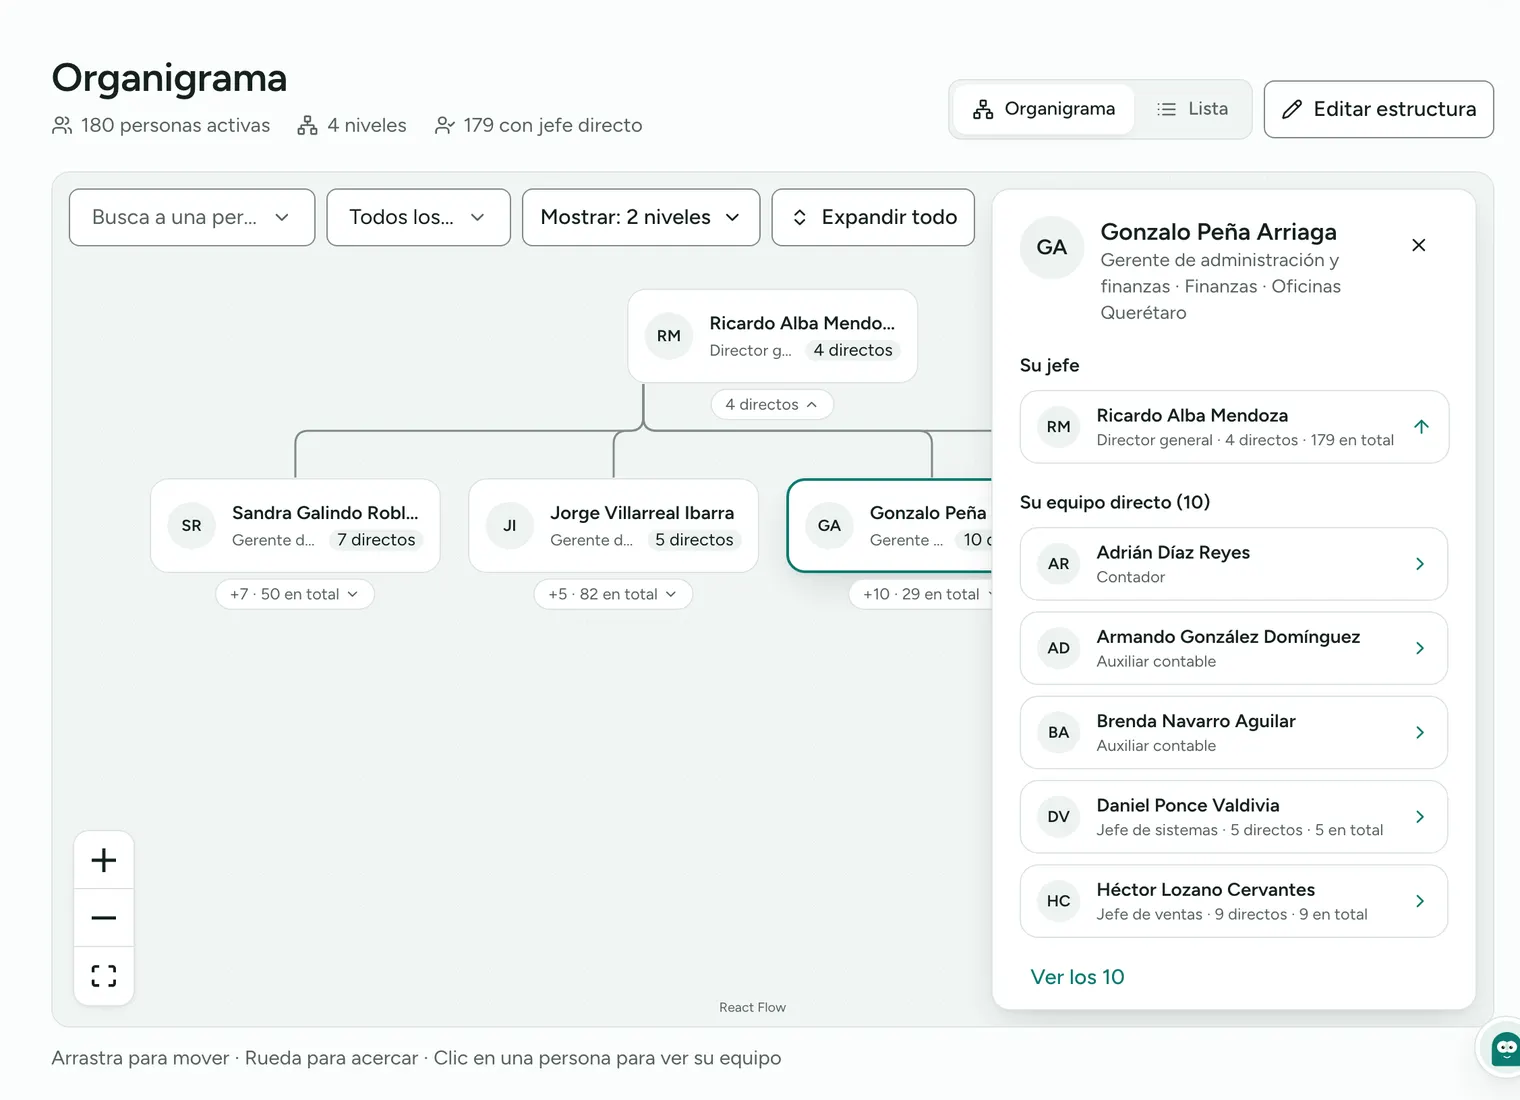 Organigrama
180 personas activas
4 niveles
179 con jefe directo
Organigrama
Lista
Editar estructura
Busca a una per...
Todos los...
Mostrar: 2 niveles
Expandir todo
RM
Ricardo Alba Mendo...
Director g...
4 directos
4 directos
SR
Sandra Galindo Robl...
Gerente d...
7 directos
+7 · 50 en total
JI
Jorge Villarreal Ibarra
Gerente d...
5 directos
+5 · 82 en total
GA
Gonzalo Peña
Gerente ...
10
+10 · 29 en total
GA
Gonzalo Peña Arriaga
Gerente de administración y
finanzas · Finanzas · Oficinas
Querétaro
Su jefe
RM
Ricardo Alba Mendoza
Director general · 4 directos · 179 en total
Su equipo directo (10)
AR
Adrián Díaz Reyes
Contador
AD
Armando González Domínguez
Auxiliar contable
BA
Brenda Navarro Aguilar
Auxiliar contable
DV
Daniel Ponce Valdivia
Jefe de sistemas · 5 directos · 5 en total
HC
Héctor Lozano Cervantes
Jefe de ventas · 9 directos · 9 en total
Ver los 10
React Flow
Arrastra para mover · Rueda para acercar · Clic en una persona para ver su equipo